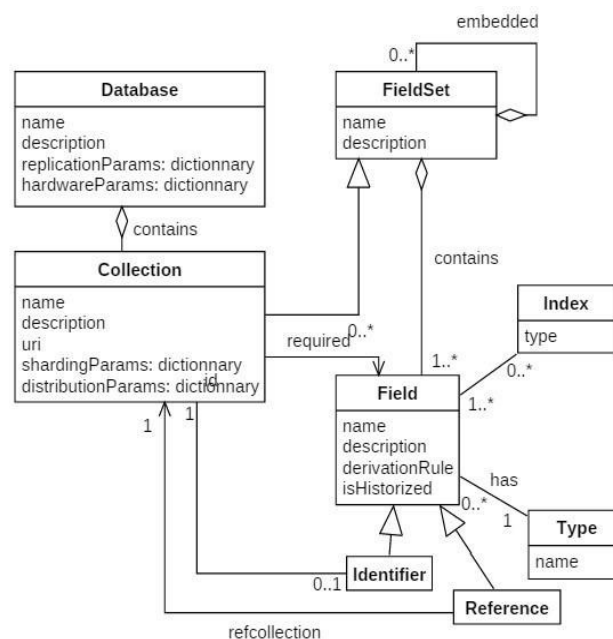 embedded
0..*
Database
name
description
replicationParams: dictionnary
hardwareParams: dictionnary
FieldSet
name
description
contains
Collection
name
description
uri
shardingParams: dictionnary
distributionParams: dictionnary
id
contains
0..*
required
1..*
Index
type
0..*
1..*
Field
name
description
derivationRule
isHistorized
1
1
has
0..*
1
Type
name
Identifier
0..1
Reference
refcollection